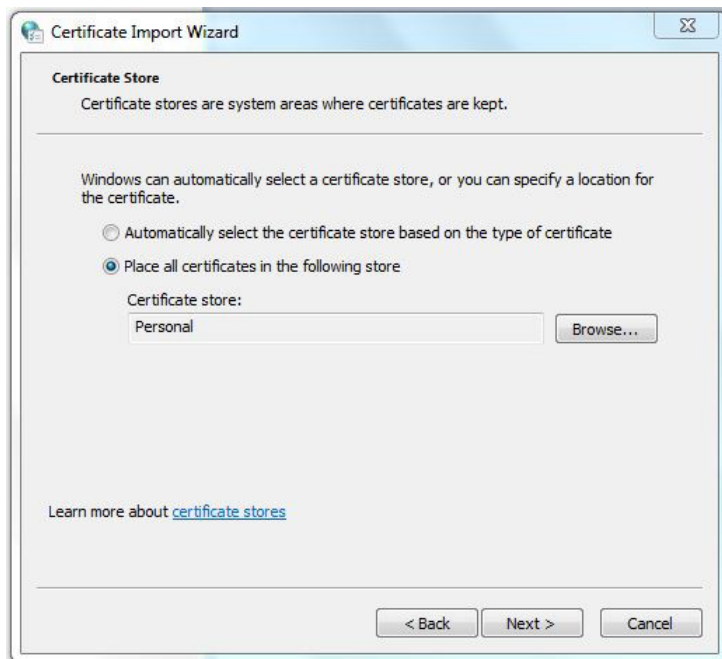 Certificate Import Wizard
Certificate Store
Certificate stores are system areas where certificates are kept.
Windows can automatically select a certificate store, or you can specify a location for
the certificate.
Automatically select the certificate store based on the type of certificate
Place all certificates in the following store
Certificate store:
Personal
Browse...
Learn more about certificate stores
< Back Next > Cancel